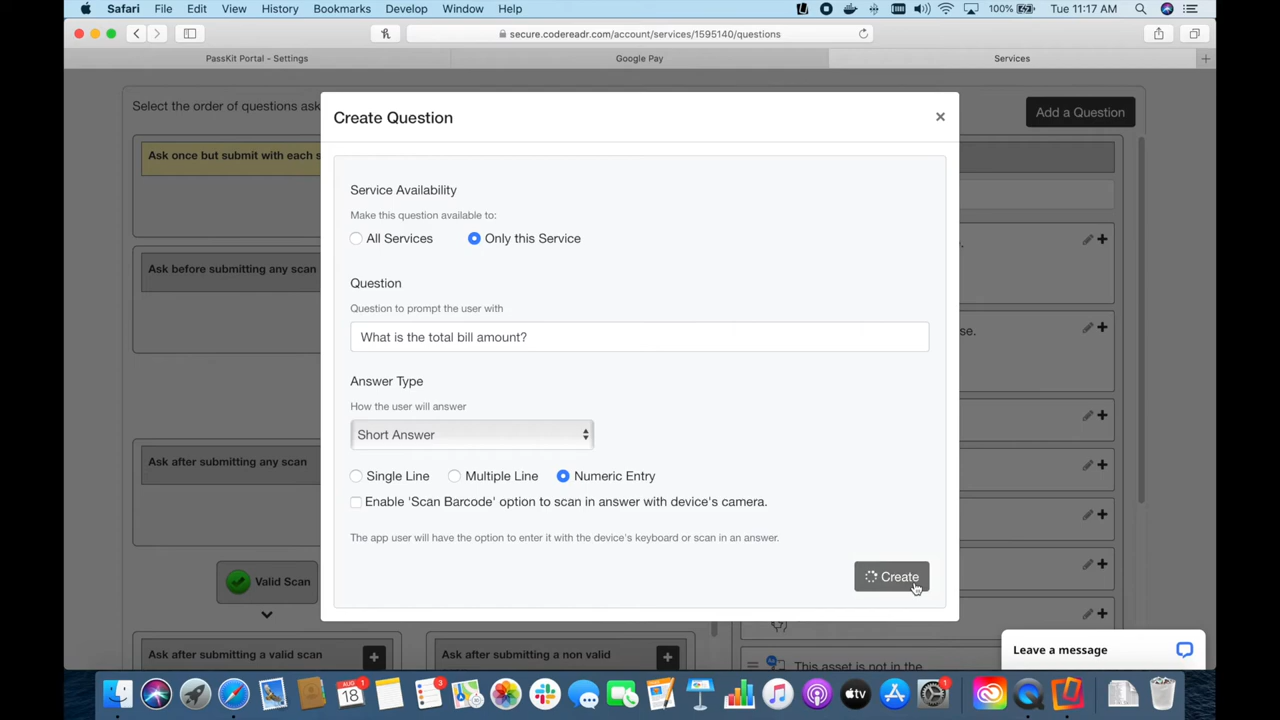 Safari File Edit View History Bookmarks Develop Window Help 100% Tue 11:17 AM
secure.codereadr.com/account/services/1595140/questions
PassKit Portal - Settings Google Pay Services
Select the order of questions ask
Add a Question
Create Question
Ask once but submit with each s
Service Availability
Make this question available to:
All Services Only this Service
Ask before submitting any scan
Question
Question to prompt the user with
What is the total bill amount?
se.
Answer Type
How the user will answer
Short Answer
Ask after submitting any scan
Single Line Multiple Line Numeric Entry
Enable 'Scan Barcode' option to scan in answer with device's camera.
The app user will have the option to enter it with the device's keyboard or scan in an answer.
Valid Scan
Create
Ask after submitting a valid scan
Ask after submitting a non valid
This asset is not in the
Leave a message
AUG
18
1
3
1
tv